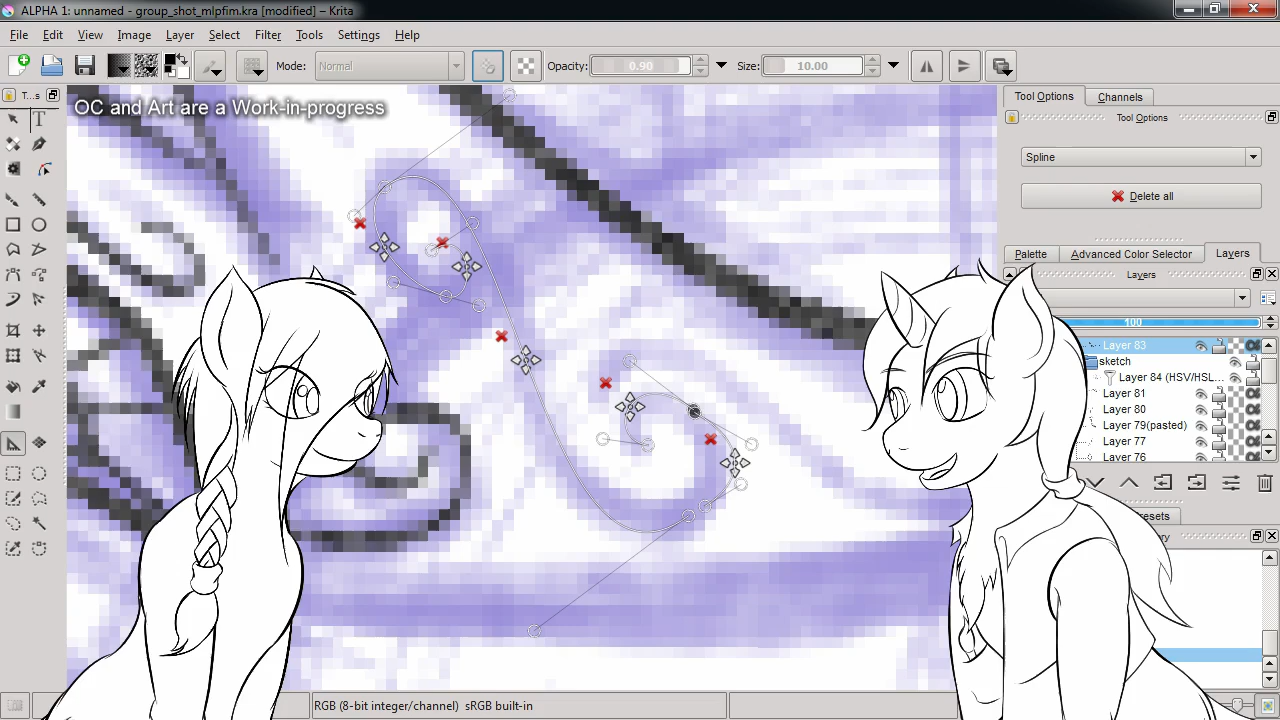 ALPHA 1: unnamed - group_shot_mlpfim.kra [modified] – Krita
File Edit View Image Layer Select Filter Tools Settings Help
Mode: Normal Opacity: 0.90 Size: 10.00
T...s
OC and Art are a Work-in-progress
Tool Options Channels
Tool Options
Spline
Delete all
Palette Advanced Color Selector Layers
Layers
100
Layer 83
sketch
Layer 84 (HSV/HSL...
Layer 81
Layer 80
Layer 79(pasted)
Layer 77
Layer 76
RGB (8-bit integer/channel) sRGB built-in